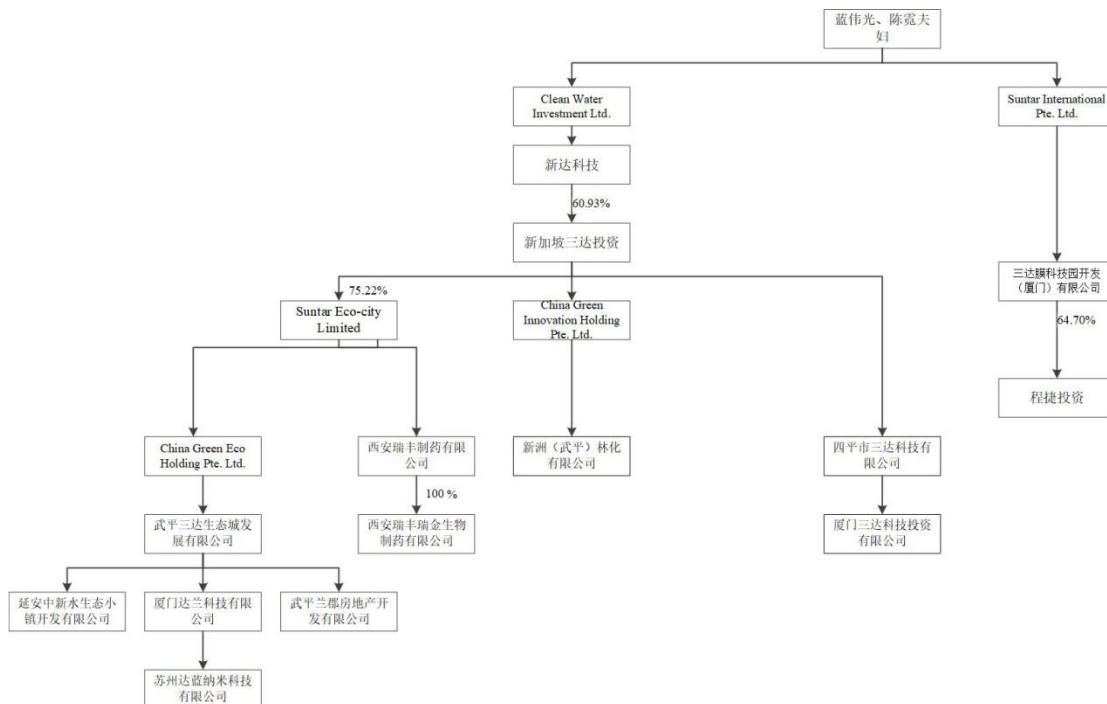 蓝伟光、陈霓夫
妇
Clean Water
Investment Ltd.
Suntar International
Pte. Ltd.
新达科技
60.93%
新加坡三达投资
三达膜科技园开发
（厦门）有限公司
75.22%
Suntar Eco-city
Limited
China Green
Innovation Holding
Pte. Ltd.
64.70%
程捷投资
China Green Eco
Holding Pte. Ltd.
西安瑞丰制药有限
公司
新洲（武平）林化
有限公司
四平市三达科技有
限公司
100 %
武平三达生态城发
展有限公司
西安瑞丰瑞金生物
制药有限公司
厦门三达科技投资
有限公司
延安中新水生态小
镇开发有限公司
厦门达兰科技有限
公司
武平兰郡房地产开
发有限公司
苏州达蓝纳米科技
有限公司